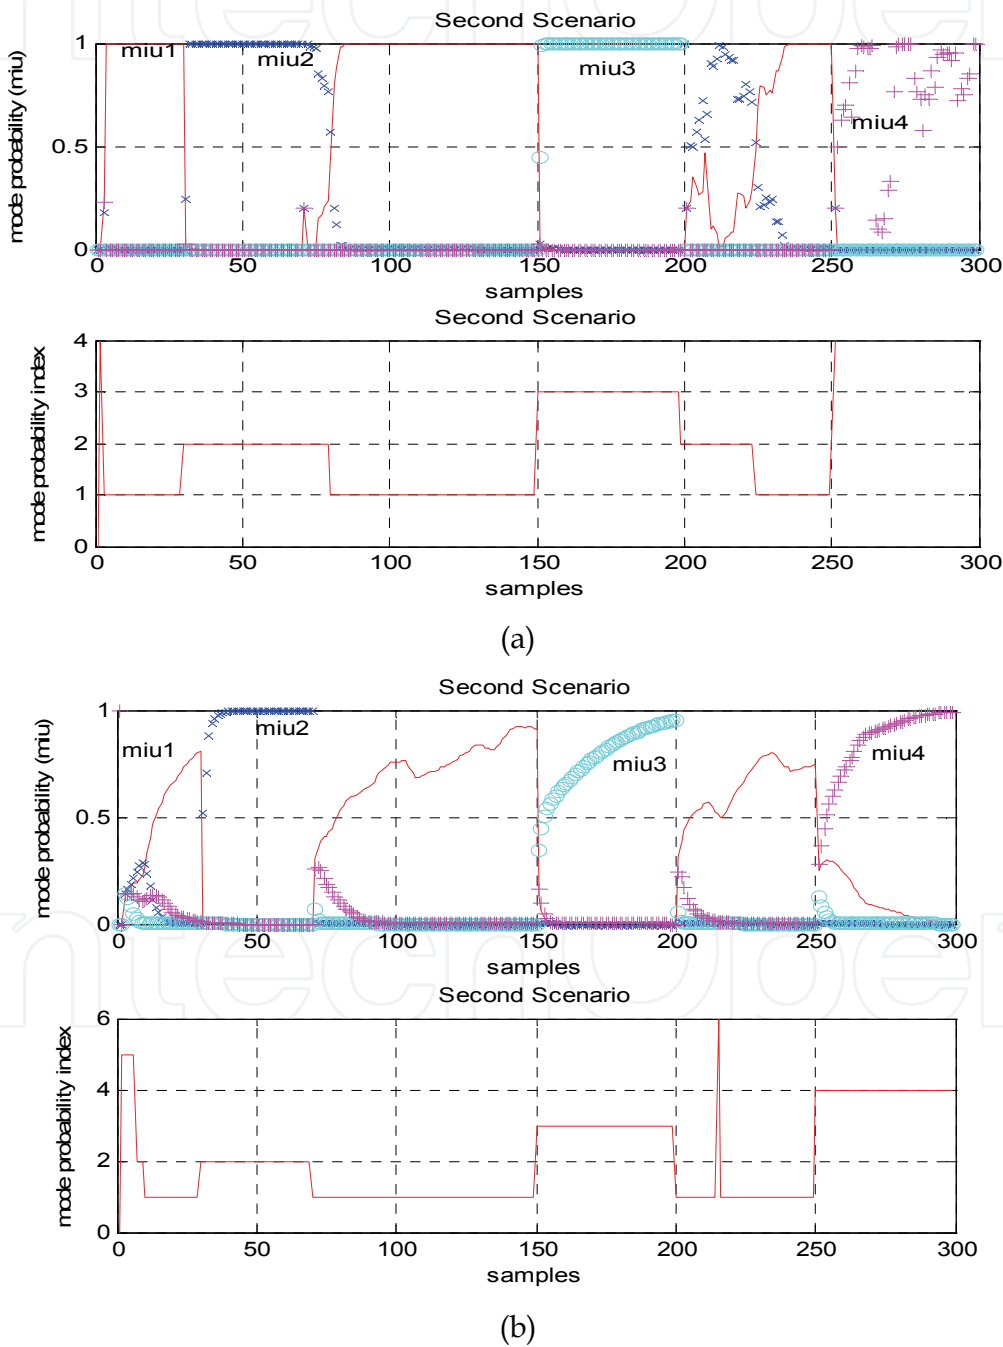 Second Scenario
mode probability (miu)
1
0.5
0
miu1
miu2
miu3
miu4
0 50 100 150 200 250 300
samples
Second Scenario
mode probability index
4
3
2
1
0
0 50 100 150 200 250 300
samples
(a)
Second Scenario
mode probability (miu)
1
0.5
0
miu1
miu2
miu3
miu4
0 50 100 150 200 250 300
samples
Second Scenario
mode probability index
6
4
2
0
0 50 100 150 200 250 300
samples
(b)